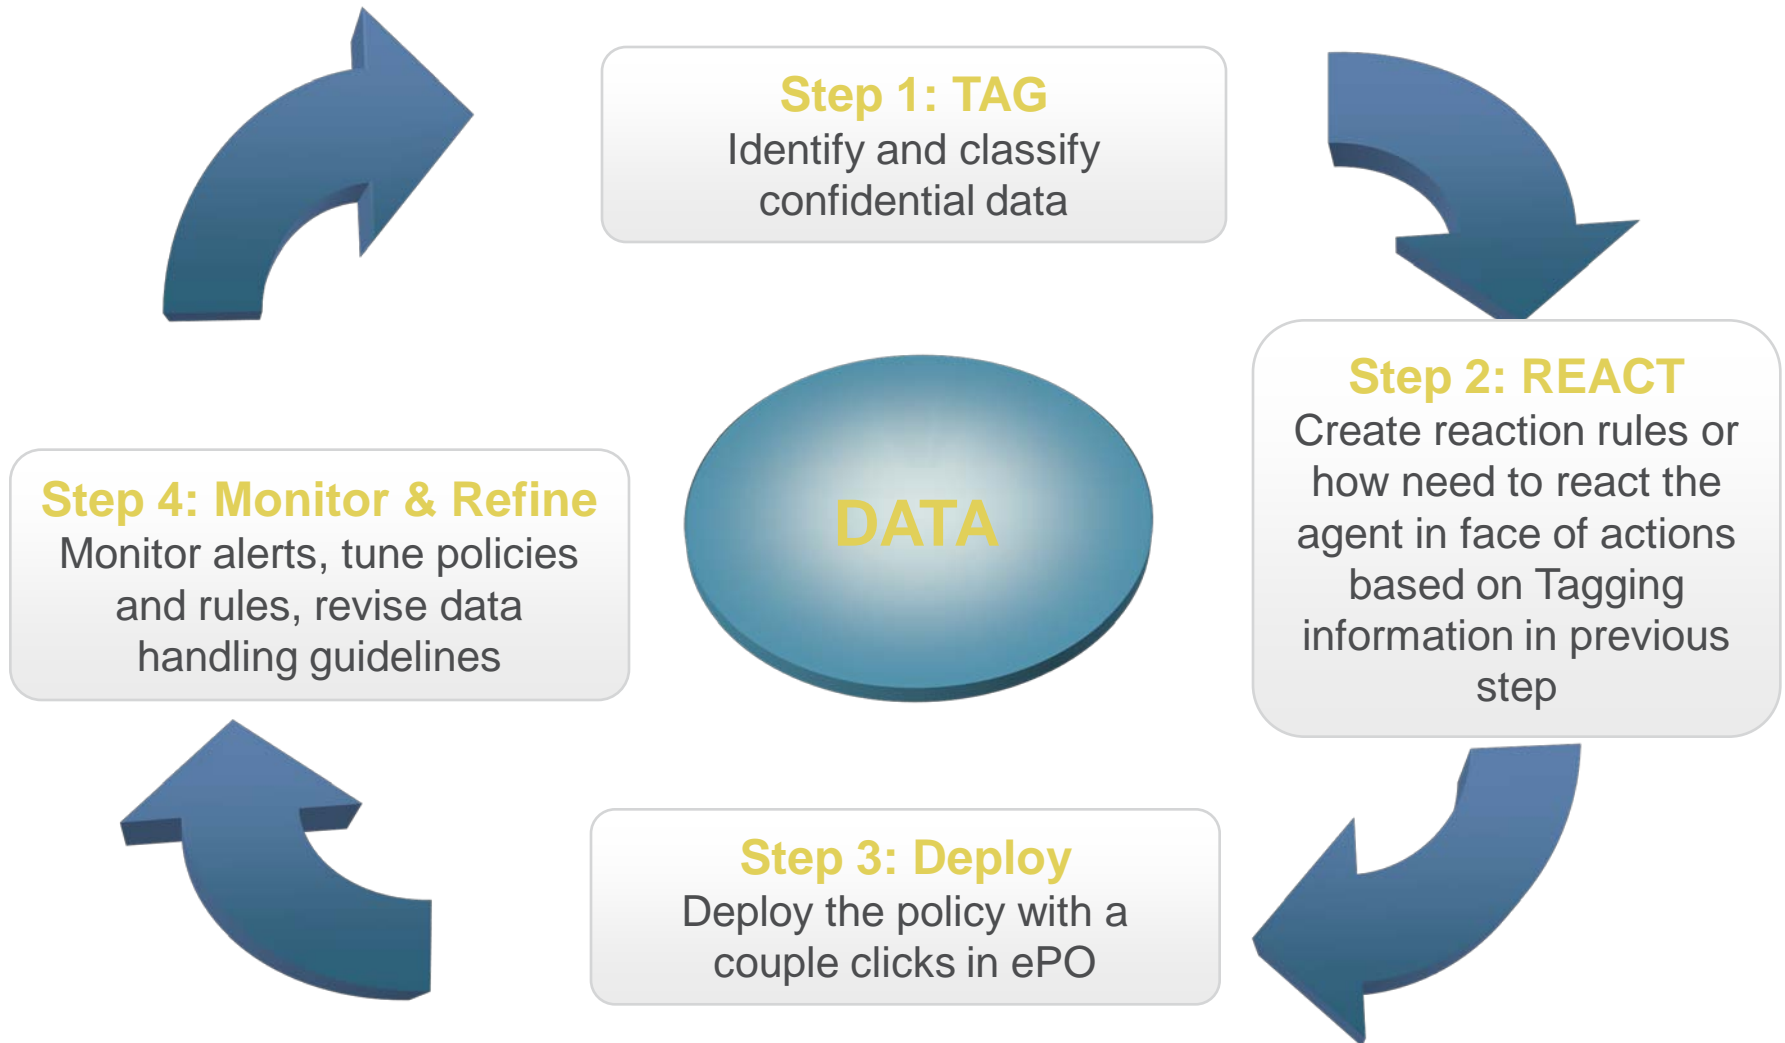 Step 1: TAG
Identify and classify
confidential data
Step 2: REACT
Create reaction rules or
how need to react the
agent in face of actions
based on Tagging
information in previous
step
DATA
Step 4: Monitor & Refine
Monitor alerts, tune policies
and rules, revise data
handling guidelines
Step 3: Deploy
Deploy the policy with a
couple clicks in ePO